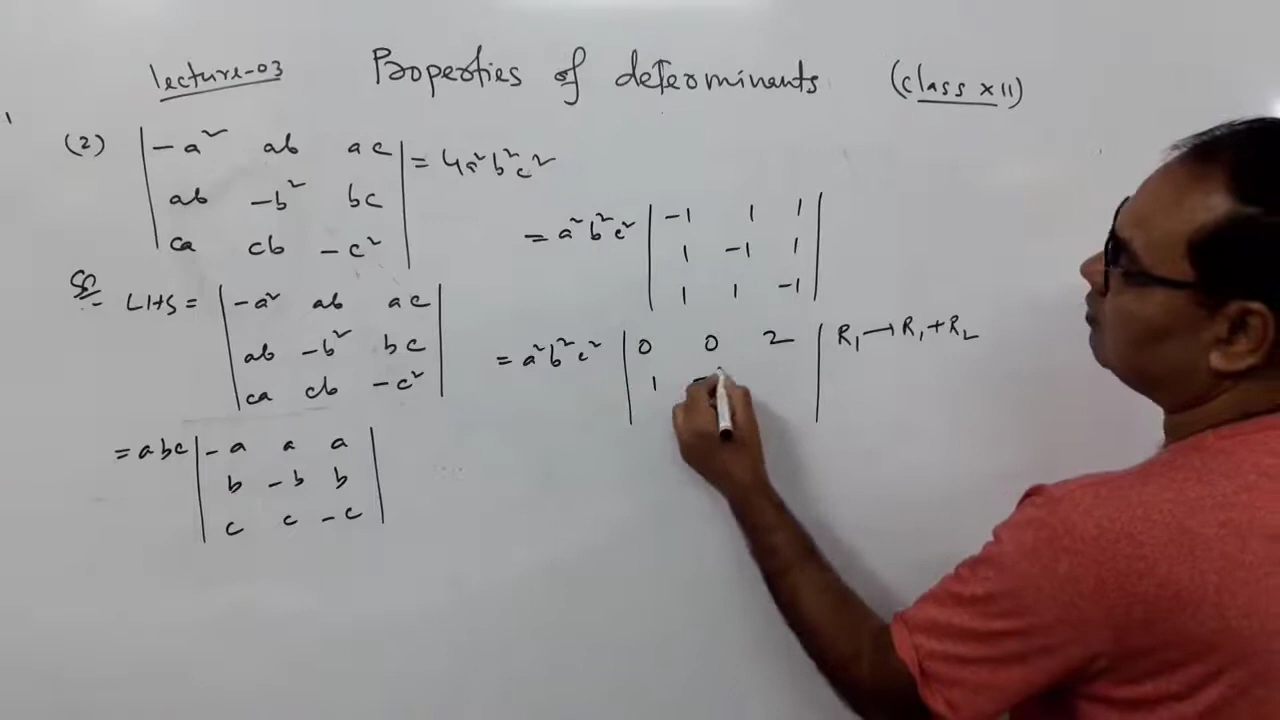 lecture-03 Properties of determinants (class XII)
(2) | -a² ab ac | = 4a²b²c²
| ab -b² bc |
| ca cb -c² |
LHS = | -a² ab ac |
| ab -b² bc |
| ca cb -c² |
= abc | -a a a |
| b -b b |
| c c -c |
= a²b²c² | -1 1 1 |
| 1 -1 1 |
| 1 1 -1 |
= a²b²c² | 0 0 2 | R₁→R₁+R₂
| 1 -